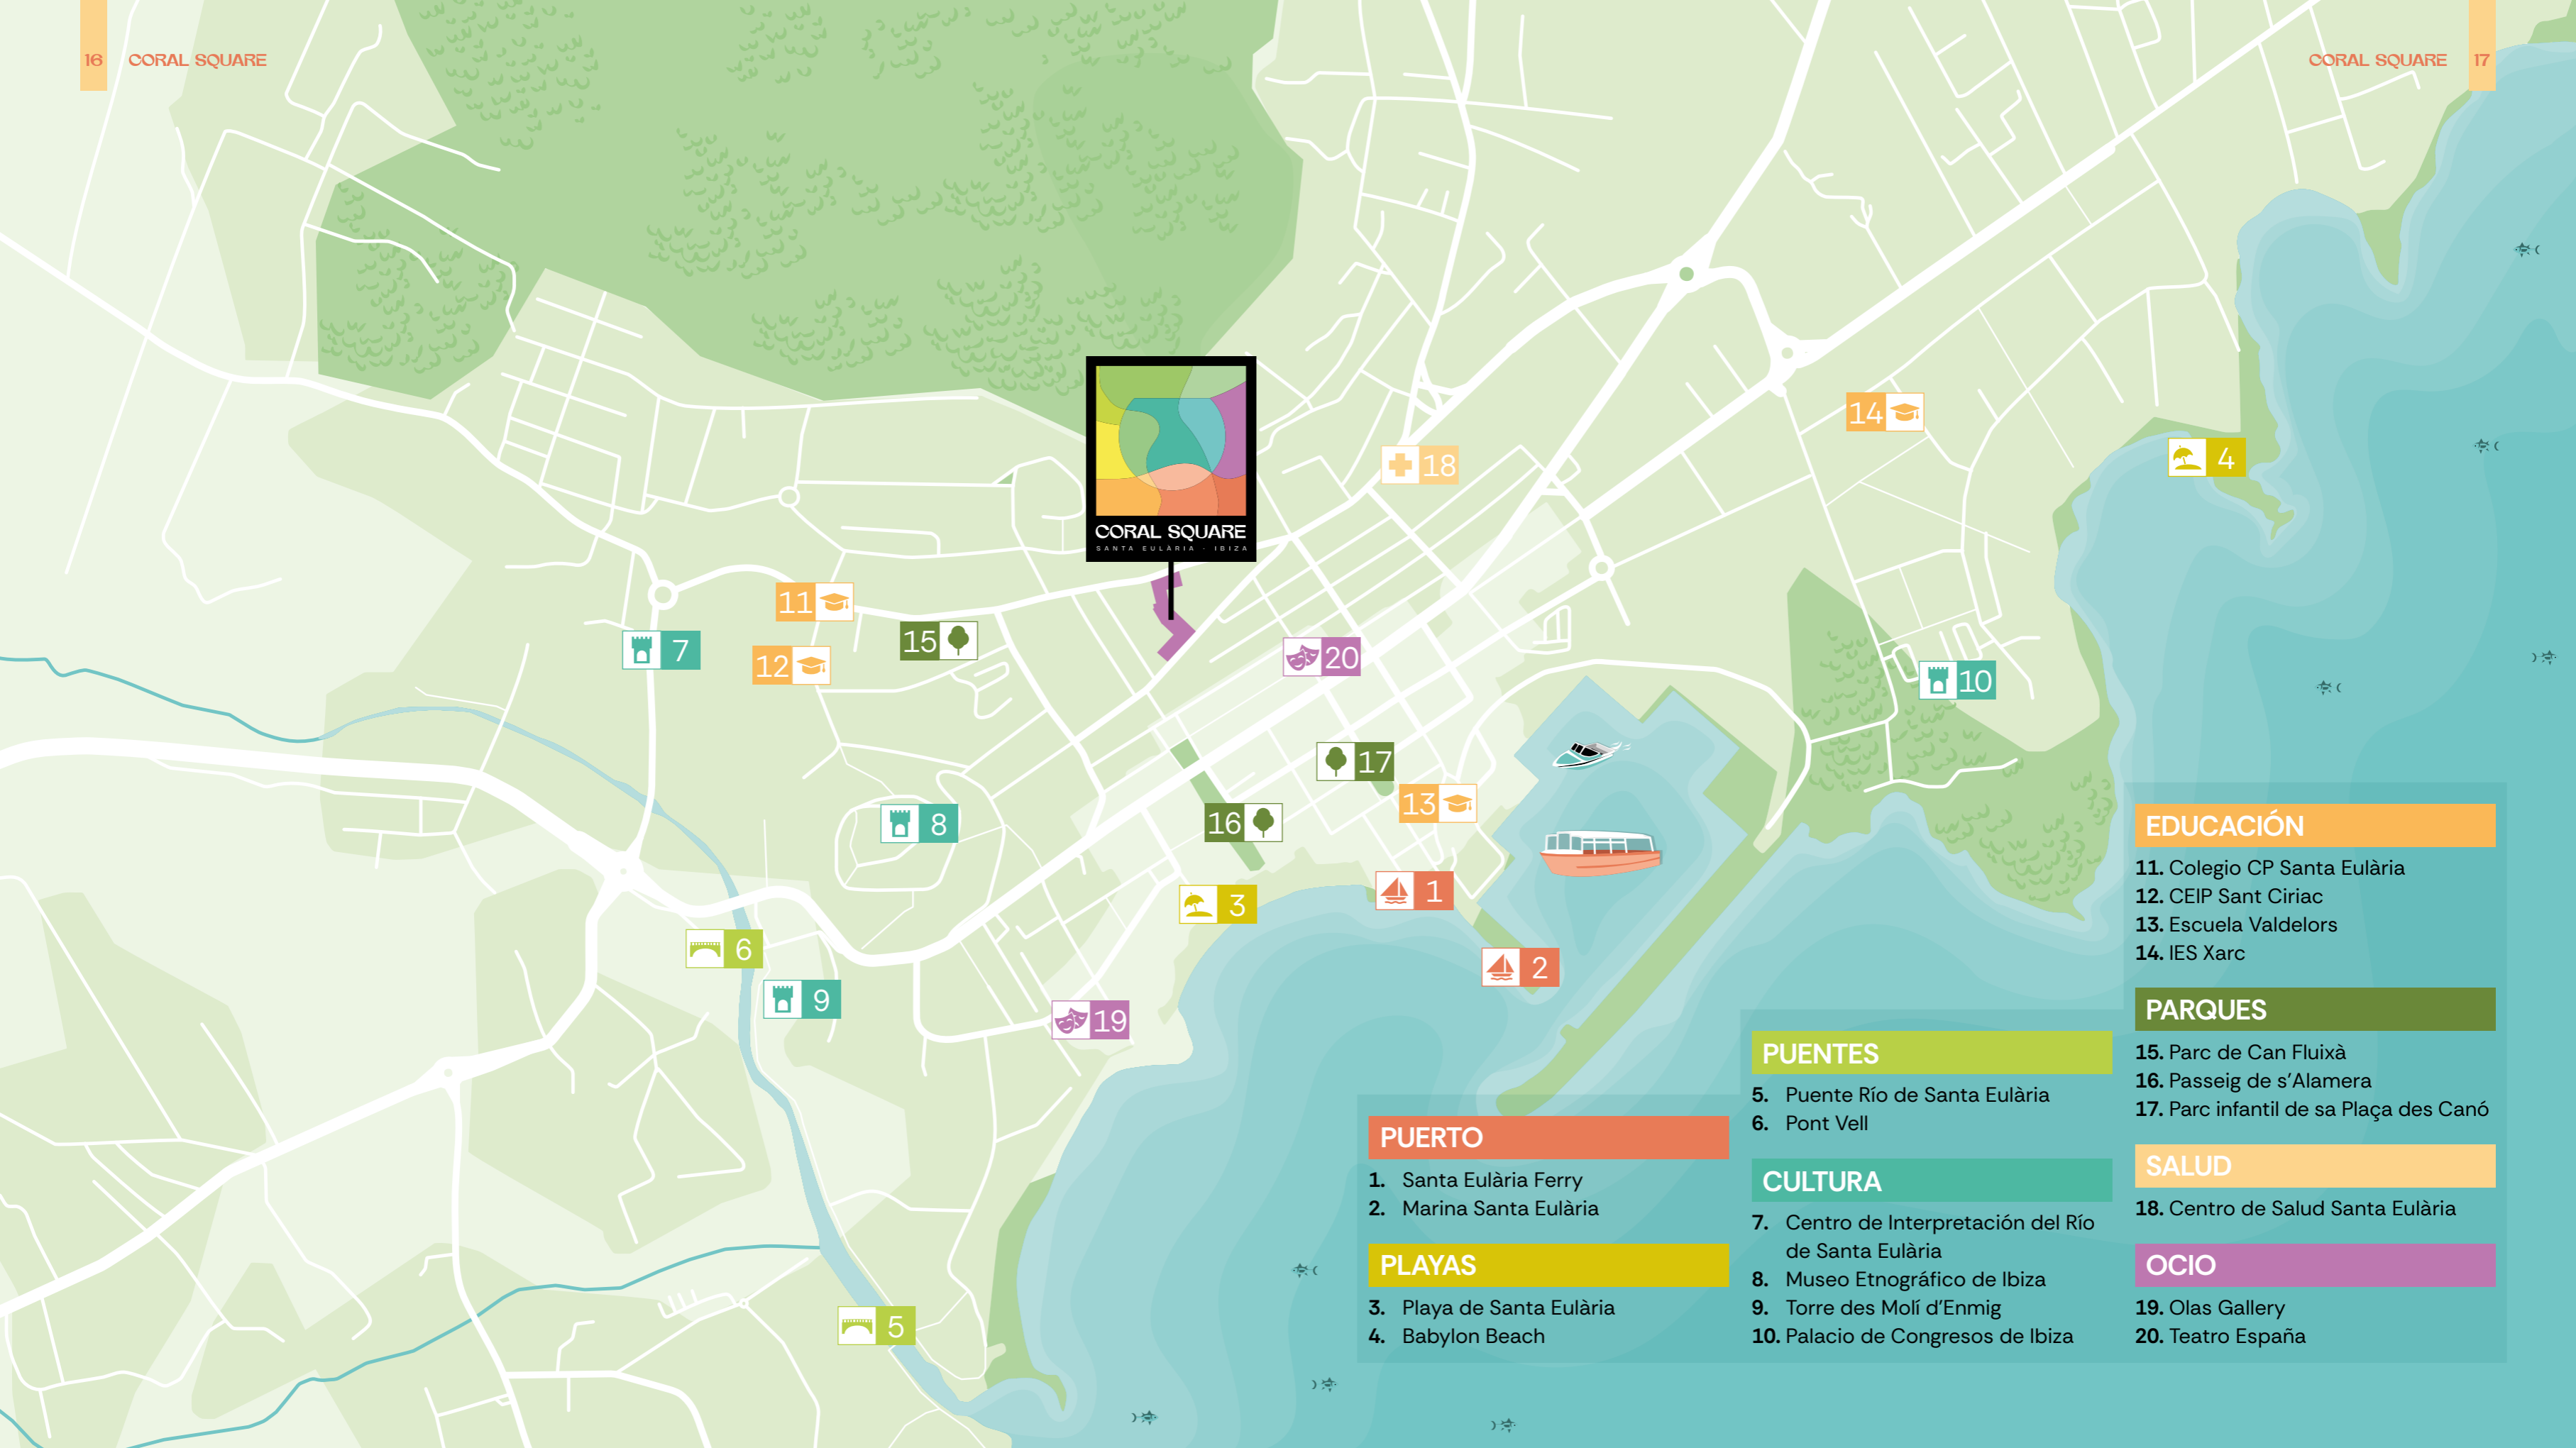 16 CORAL SQUARE
CORAL SQUARE 17
CORAL SQUARE
SANTA EULÀRIA · IBIZA
14
4
18
11
7
15
12
20
10
17
13
16
8
1
3
6
2
9
19
5
PUERTO
1. Santa Eulària Ferry
2. Marina Santa Eulària
PLAYAS
3. Playa de Santa Eulària
4. Babylon Beach
PUENTES
5. Puente Río de Santa Eulària
6. Pont Vell
CULTURA
7. Centro de Interpretación del Río
de Santa Eulària
8. Museo Etnográfico de Ibiza
9. Torre des Molí d’Enmig
10. Palacio de Congresos de Ibiza
EDUCACIÓN
11. Colegio CP Santa Eulària
12. CEIP Sant Ciriac
13. Escuela Valdelors
14. IES Xarc
PARQUES
15. Parc de Can Fluixà
16. Passeig de s’Alamera
17. Parc infantil de sa Plaça des Canó
SALUD
18. Centro de Salud Santa Eulària
OCIO
19. Olas Gallery
20. Teatro España